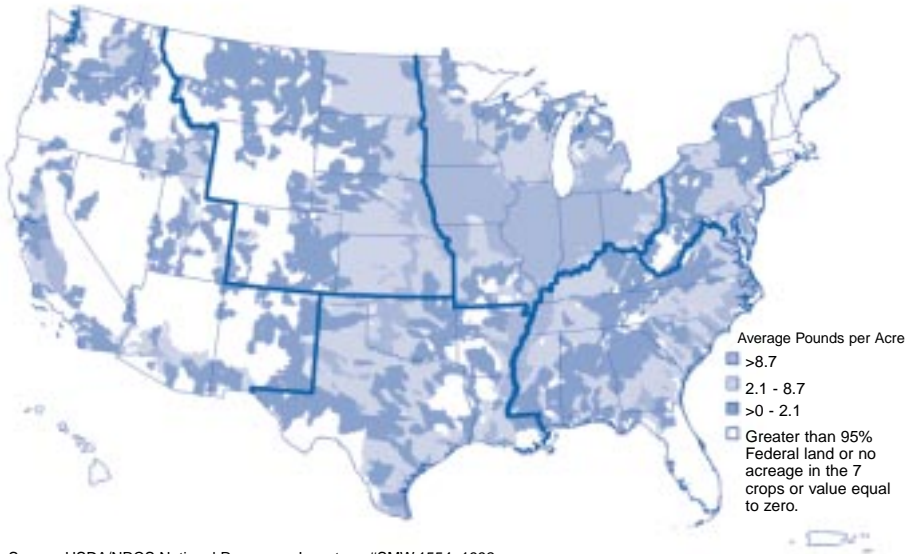 Average Pounds per Acre
>8.7
2.1 - 8.7
>0 - 2.1
Greater than 95%
Federal land or no
acreage in the 7
crops or value equal
to zero.